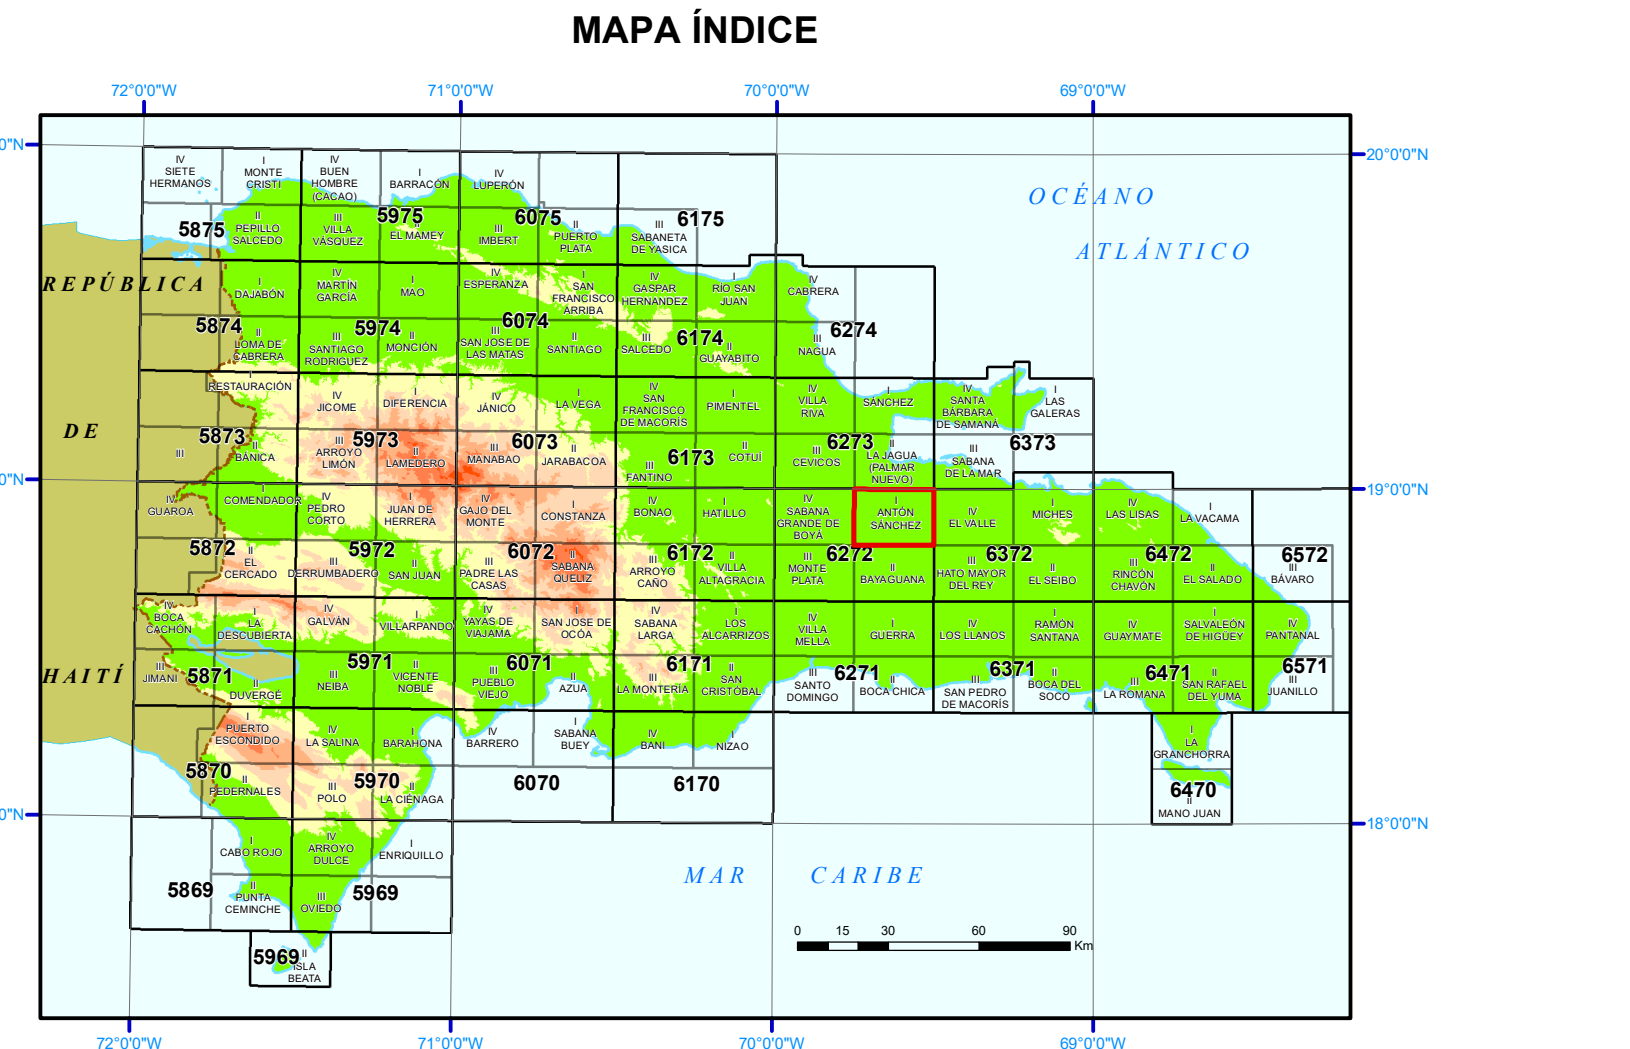 MAPA ÍNDICE
72°0'0"W
71°0'0"W
70°0'0"W
69°0'0"W
0"N
20°0'0"N
OCÉANO
ATLÁNTICO
IV
SIETE
HERMANOS
I
MONTE
CRISTI
IV
BUEN
HOMBRE
(CACAO)
I
BARRACÓN
IV
LUPERÓN
5875
II
PEPILLO
SALCEDO
III
VILLA
VÁSQUEZ
5975
II
EL MAMEY
III
IMBERT
6075
II
PUERTO
PLATA
III
SABANETA
DE YASICA
6175
REPÚBLICA
I
DAJABÓN
IV
MARTÍN
GARCÍA
I
MAO
IV
ESPERANZA
I
SAN
FRANCISCO
ARRIBA
IV
GASPAR
HERNANDEZ
I
RÍO SAN
JUAN
IV
CABRERA
5874
II
LOMA DE
CABRERA
III
SANTIAGO
RODRIGUEZ
5974
II
MONCIÓN
III
SAN JOSE DE
LAS MATAS
6074
II
SANTIAGO
III
SALCEDO
6174
II
GUAYABITO
III
NAGUA
6274
I
RESTAURACIÓN
IV
JICOME
I
DIFERENCIA
IV
JÁNICO
I
LA VEGA
IV
SAN
FRANCISCO
DE MACORÍS
I
PIMENTEL
IV
VILLA
RIVA
I
SÁNCHEZ
IV
SANTA
BÁRBARA
DE SAMANÁ
I
LAS
GALERAS
DE
III
5873
II
BÁNICA
III
ARROYO
LIMÓN
5973
II
LAMEDERO
III
MANABAO
6073
II
JARABACOA
III
FANTINO
6173
II
COTUÍ
III
CEVICOS
6273
II
LA JAGUA
(PALMAR
NUEVO)
III
SABANA
DE LA MAR
6373
0"N
19°0'0"N
IV
GUAROA
I
COMENDADOR
IV
PEDRO
CORTO
I
JUAN DE
HERRERA
IV
GAJO DEL
MONTE
I
CONSTANZA
IV
BONAO
I
HATILLO
IV
SABANA
GRANDE DE
BOYÁ
I
ANTÓN
SÁNCHEZ
IV
EL VALLE
I
MICHES
IV
LAS LISAS
I
LA VACAMA
5872
II
EL
CERCADO
III
DERRUMBADERO
5972
II
SAN JUAN
III
PADRE LAS
CASAS
6072
II
SABANA
QUELIZ
III
ARROYO
CAÑO
6172
II
VILLA
ALTAGRACIA
III
MONTE
PLATA
6272
II
BAYAGUANA
III
HATO MAYOR
DEL REY
6372
II
EL SEIBO
III
RINCÓN
CHAVÓN
6472
II
EL SALADO
6572
III
BÁVARO
IV
BOCA
CACHÓN
I
LA
DESCUBIERTA
IV
GALVÁN
I
VILLARPANDO
IV
YAYAS DE
VIAJAMA
I
SAN JOSE DE
OCÓA
IV
SABANA
LARGA
I
LOS
ALCARRIZOS
IV
VILLA
MELLA
I
GUERRA
IV
LOS LLANOS
I
RAMÓN
SANTANA
IV
GUAYMATE
I
SALVALEÓN
DE HIGÜEY
IV
PANTANAL
HAITÍ
III
JIMANI
5871
II
DUVERGÉ
III
NEIBA
5971
II
VICENTE
NOBLE
III
PUEBLO
VIEJO
6071
II
AZUA
III
LA MONTERÍA
6171
II
SAN
CRISTÓBAL
III
SANTO
DOMINGO
6271
II
BOCA CHICA
III
SAN PEDRO
DE MACORÍS
6371
II
BOCA DEL
SOCO
III
LA ROMANA
6471
II
SAN RAFAEL
DEL YUMA
6571
III
JUANILLO
I
PUERTO
ESCONDIDO
IV
LA SALINA
I
BARAHONA
IV
BARRERO
I
SABANA
BUEY
IV
BANI
I
NIZAO
I
LA
GRANCHORRA
5870
II
PEDERNALES
III
POLO
5970
II
LA CIÉNAGA
6070
6170
6470
II
MANO JUAN
0"N
18°0'0"N
I
CABO ROJO
IV
ARROYO
DULCE
I
ENRIQUILLO
MAR CARIBE
5869
II
PUNTA
CEMINCHE
III
OVIEDO
5969
0 15 30 60 90
Km
5969
II
ISLA
BEATA
72°0'0"W
71°0'0"W
70°0'0"W
69°0'0"W